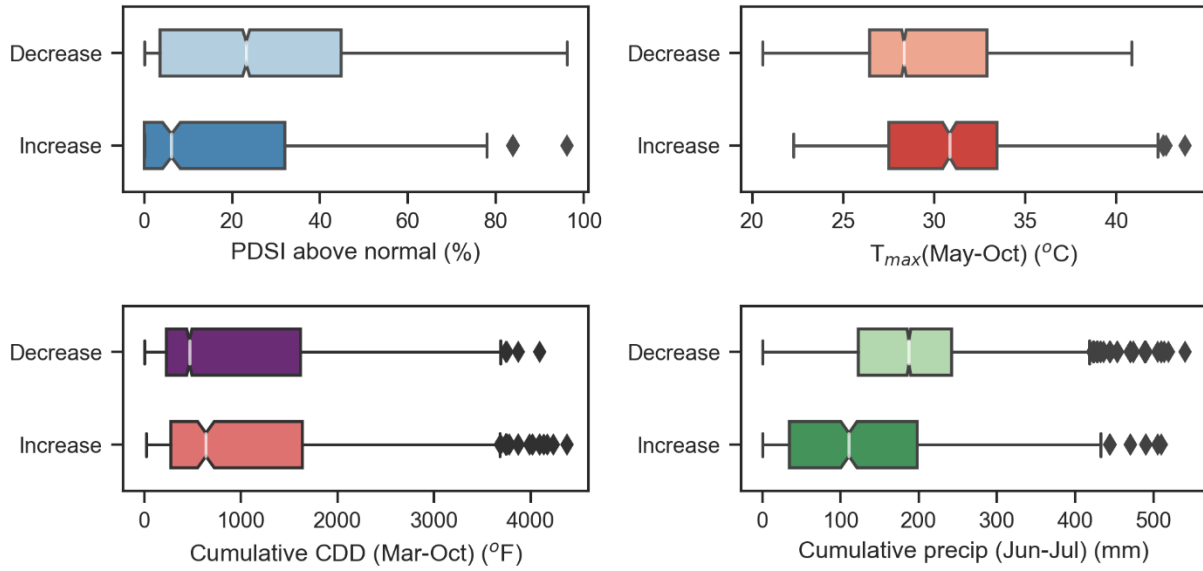 Decrease
Increase
0 20 40 60 80 100
PDSI above normal (%)
Decrease
Increase
20 25 30 35 40
Tmax(May-Oct) (°C)
Decrease
Increase
0 1000 2000 3000 4000
Cumulative CDD (Mar-Oct) (°F)
Decrease
Increase
0 100 200 300 400 500
Cumulative precip (Jun-Jul) (mm)